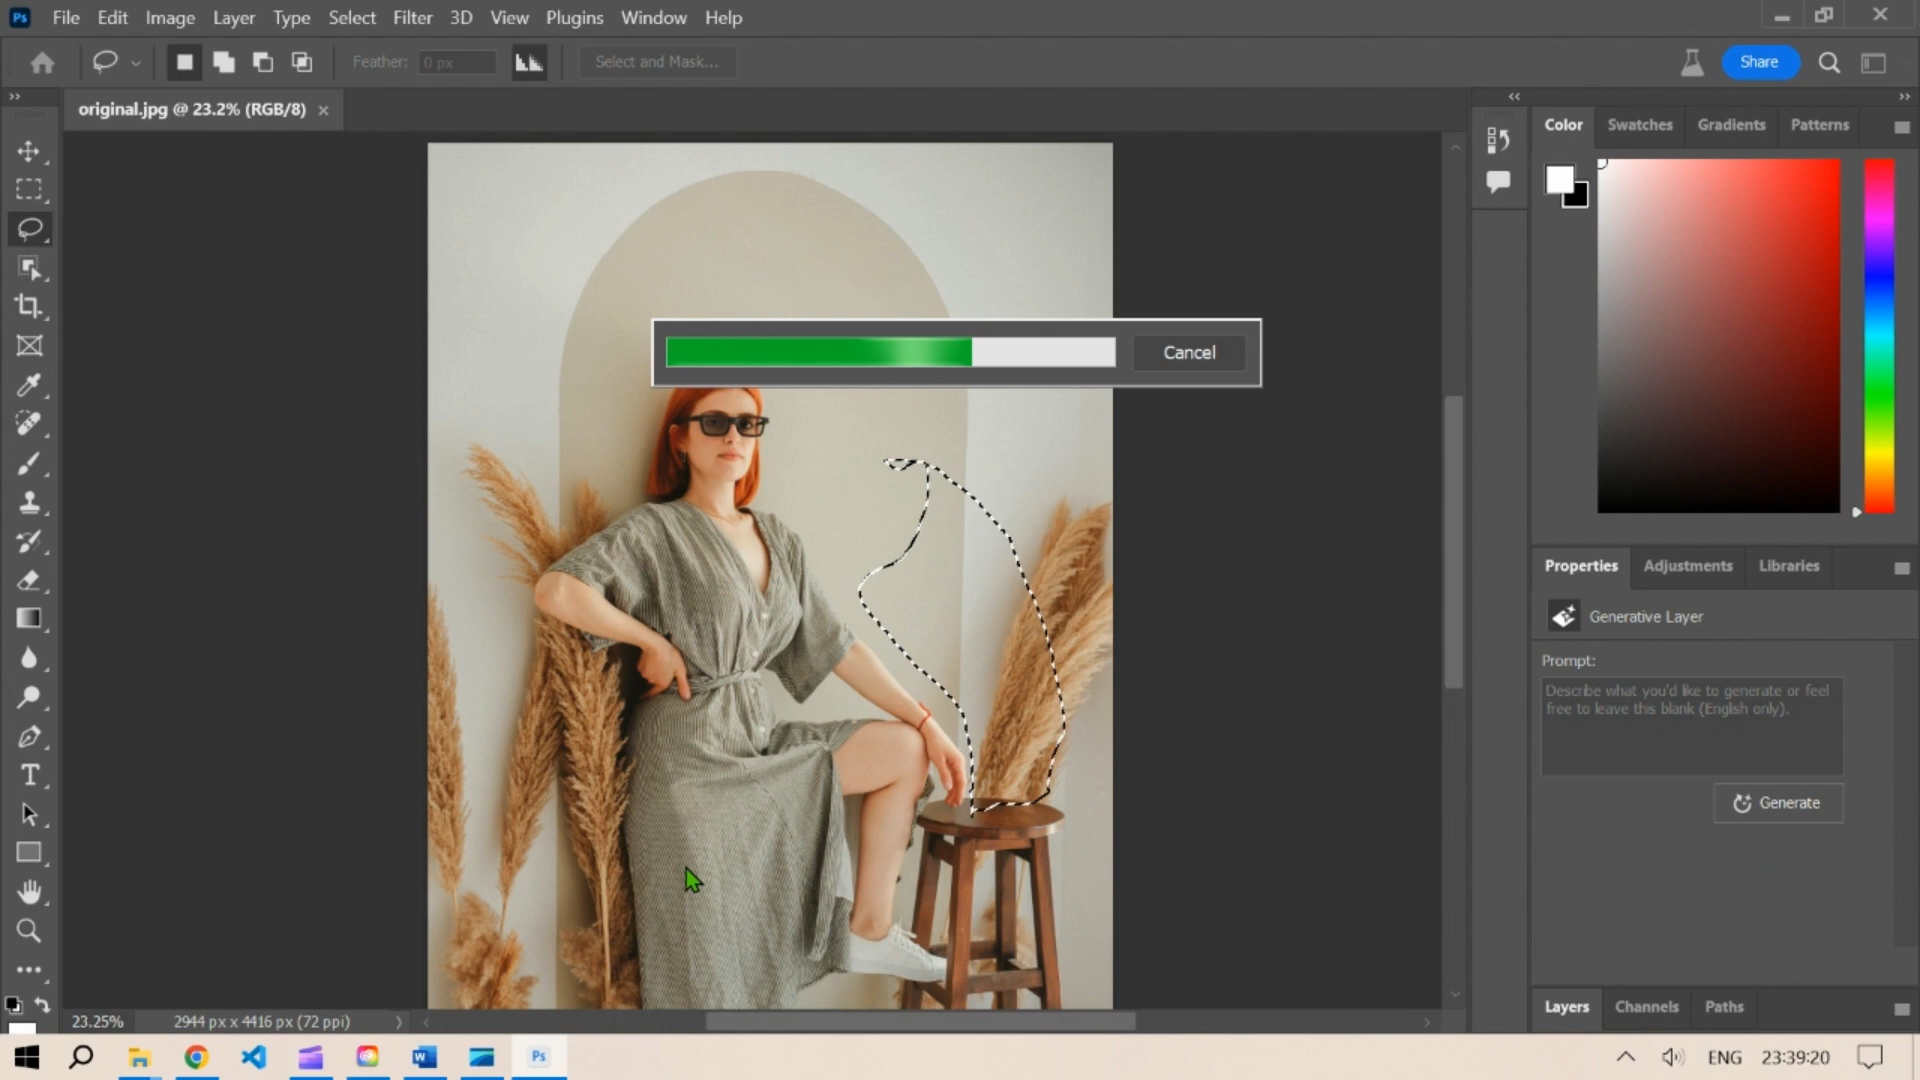 Ps File Edit Image Layer Type Select Filter 3D View Plugins Window Help
Feather: 0 px Select and Mask... Share
original.jpg @ 23.2% (RGB/8)
Color Swatches Gradients Patterns
Cancel
Properties Adjustments Libraries
Generative Layer
Prompt:
Describe what you'd like to generate or feel
free to leave this blank (English only).
Generate
Layers Channels Paths
23.25% 2944 px x 4416 px (72 ppi)
Ps ENG 23:39:20